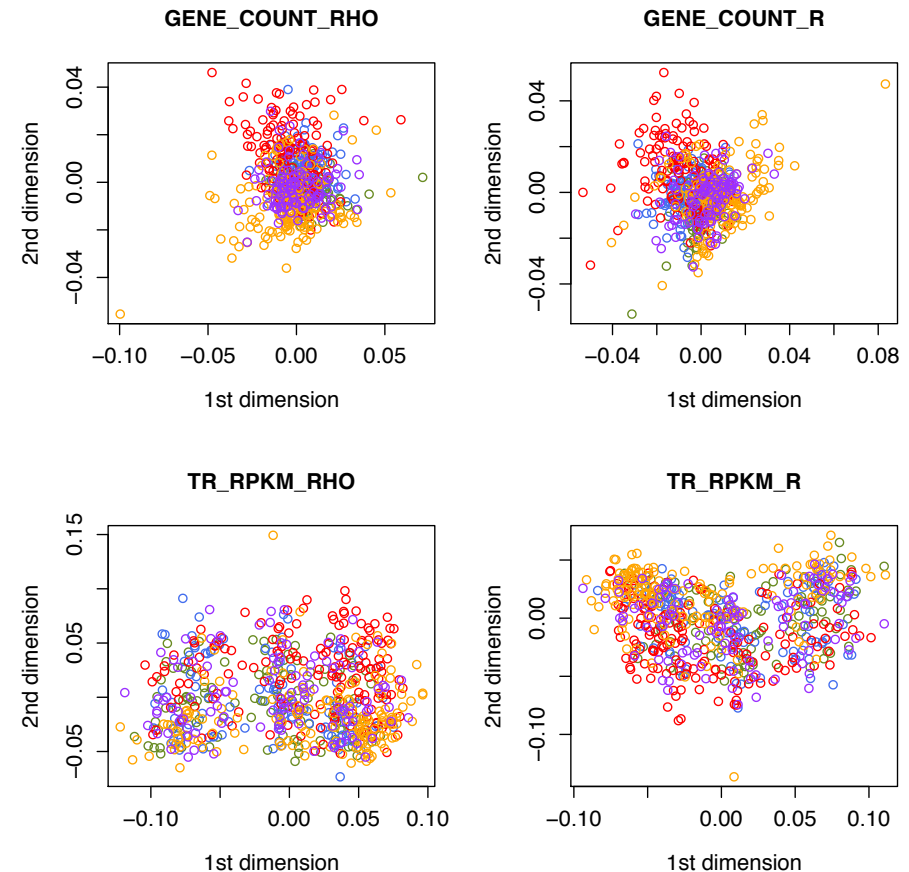 GENE_COUNT_RHO
0.04
0.00
−0.04
2nd dimension
−0.10
−0.05
0.00
0.05
1st dimension
GENE_COUNT_R
0.04
0.00
−0.04
2nd dimension
−0.04
0.00
0.04
0.08
1st dimension
TR_RPKM_RHO
0.15
0.05
−0.05
2nd dimension
−0.10
0.00
0.05
0.10
1st dimension
TR_RPKM_R
0.00
−0.10
2nd dimension
−0.10
0.00
0.05
0.10
1st dimension